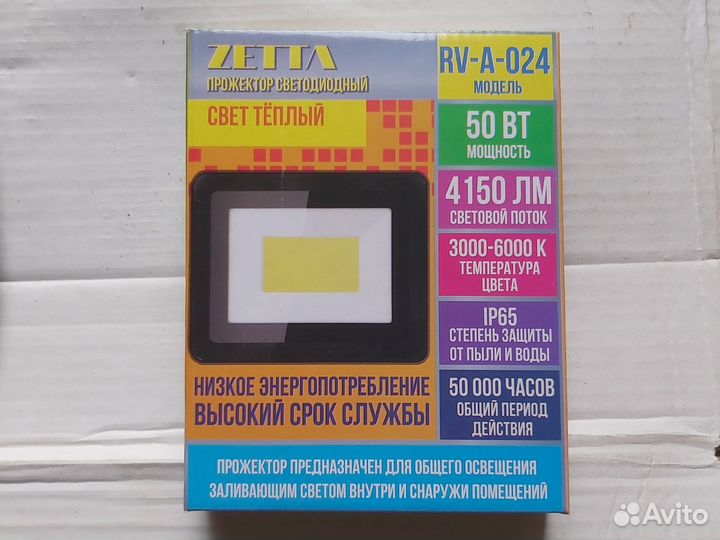 ZETTA
ПРОЖЕКТОР СВЕТОДИОДНЫЙ
СВЕТ ТЁПЛЫЙ
RV-A-024
МОДЕЛЬ
50 ВТ
МОЩНОСТЬ
4150 ЛМ
СВЕТОВОЙ ПОТОК
3000-6000 К
ТЕМПЕРАТУРА
ЦВЕТА
IP65
СТЕПЕНЬ ЗАЩИТЫ
ОТ ПЫЛИ И ВОДЫ
50 000 ЧАСОВ
ОБЩИЙ ПЕРИОД
ДЕЙСТВИЯ
НИЗКОЕ ЭНЕРГОПОТРЕБЛЕНИЕ
ВЫСОКИЙ СРОК СЛУЖБЫ
ПРОЖЕКТОР ПРЕДНАЗНАЧЕН ДЛЯ ОБЩЕГО ОСВЕЩЕНИЯ
ЗАЛИВАЮЩИМ СВЕТОМ ВНУТРИ И СНАРУЖИ ПОМЕЩЕНИЙ
Avito